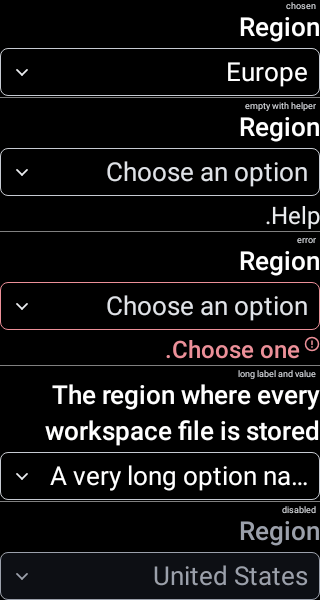 chosen
Region
Europe
empty with helper
Region
Choose an option
.Help
error
Region
Choose an option
.Choose one
long label and value
The region where every
workspace file is stored
A very long option na...
disabled
Region
United States